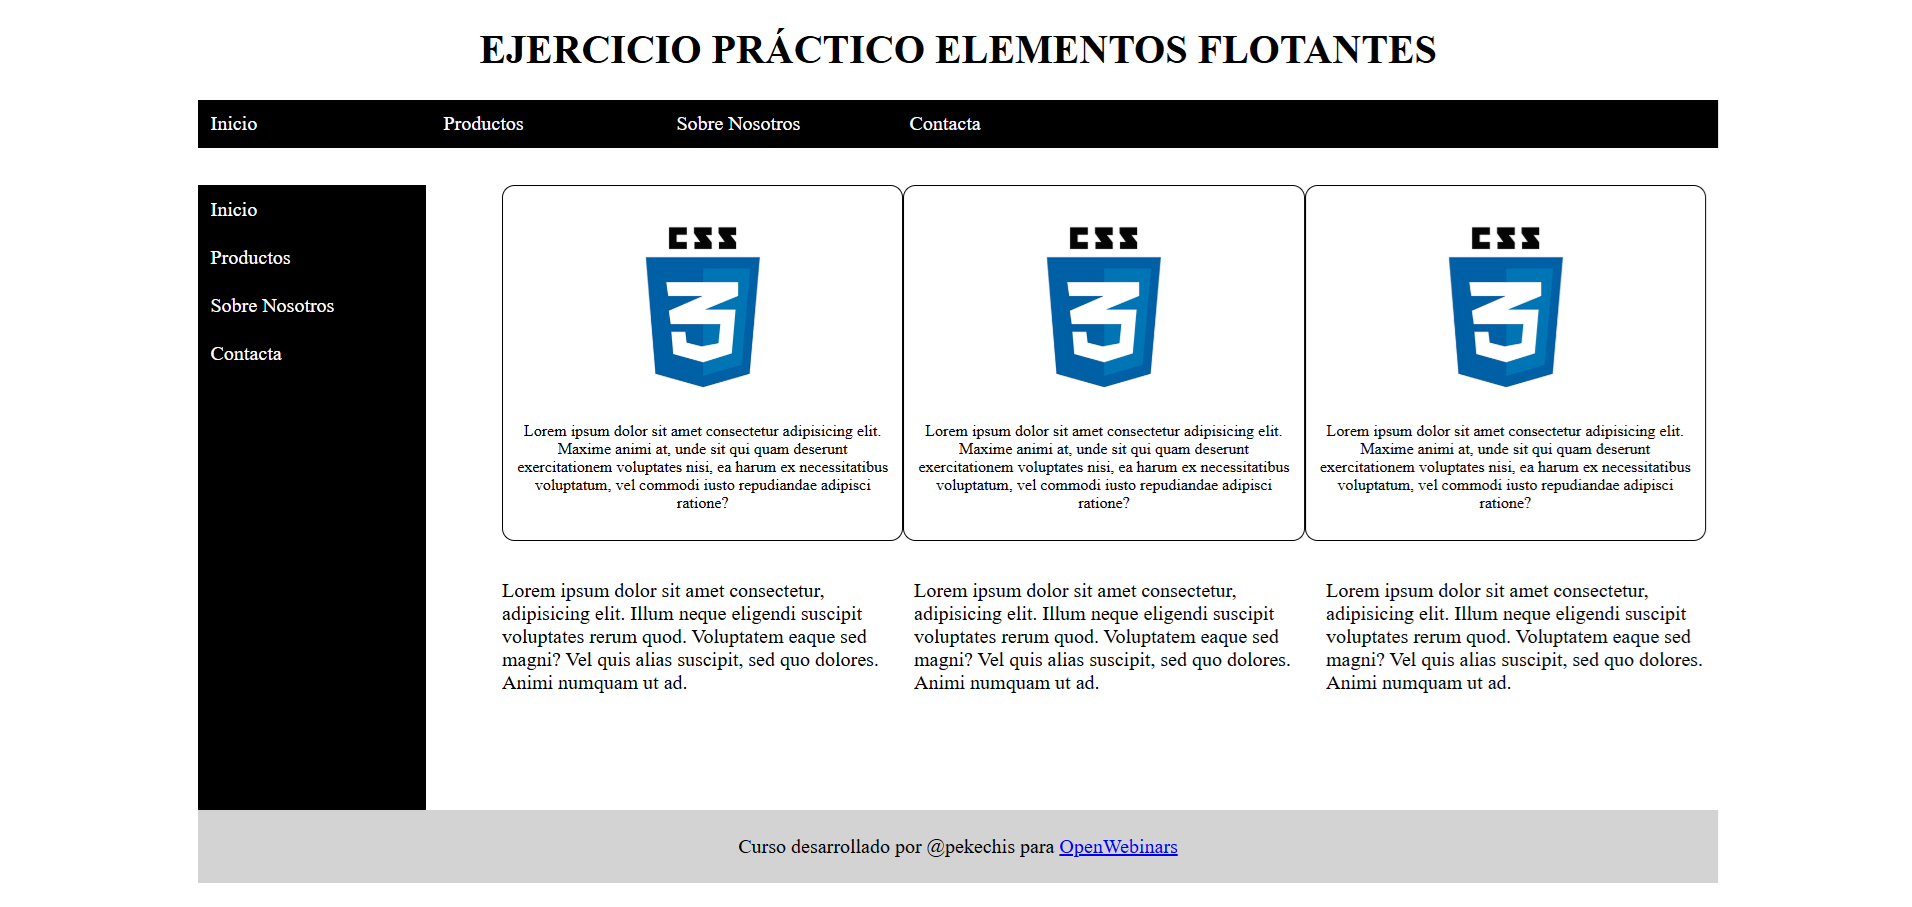 EJERCICIO PRÁCTICO ELEMENTOS FLOTANTES
Inicio
Productos
Sobre Nosotros
Contacta
Inicio
Productos
Sobre Nosotros
Contacta
CSS
3
Lorem ipsum dolor sit amet consectetur adipisicing elit.
Maxime animi at, unde sit qui quam deserunt
exercitationem voluptates nisi, ea harum ex necessitatibus
voluptatum, vel commodi iusto repudiandae adipisci
ratione?
CSS
3
Lorem ipsum dolor sit amet consectetur adipisicing elit.
Maxime animi at, unde sit qui quam deserunt
exercitationem voluptates nisi, ea harum ex necessitatibus
voluptatum, vel commodi iusto repudiandae adipisci
ratione?
CSS
3
Lorem ipsum dolor sit amet consectetur adipisicing elit.
Maxime animi at, unde sit qui quam deserunt
exercitationem voluptates nisi, ea harum ex necessitatibus
voluptatum, vel commodi iusto repudiandae adipisci
ratione?
Lorem ipsum dolor sit amet consectetur,
adipisicing elit. Illum neque eligendi suscipit
voluptates rerum quod. Voluptatem eaque sed
magni? Vel quis alias suscipit, sed quo dolores.
Animi numquam ut ad.
Lorem ipsum dolor sit amet consectetur,
adipisicing elit. Illum neque eligendi suscipit
voluptates rerum quod. Voluptatem eaque sed
magni? Vel quis alias suscipit, sed quo dolores.
Animi numquam ut ad.
Lorem ipsum dolor sit amet consectetur,
adipisicing elit. Illum neque eligendi suscipit
voluptates rerum quod. Voluptatem eaque sed
magni? Vel quis alias suscipit, sed quo dolores.
Animi numquam ut ad.
Curso desarrollado por @pekechis para OpenWebinars